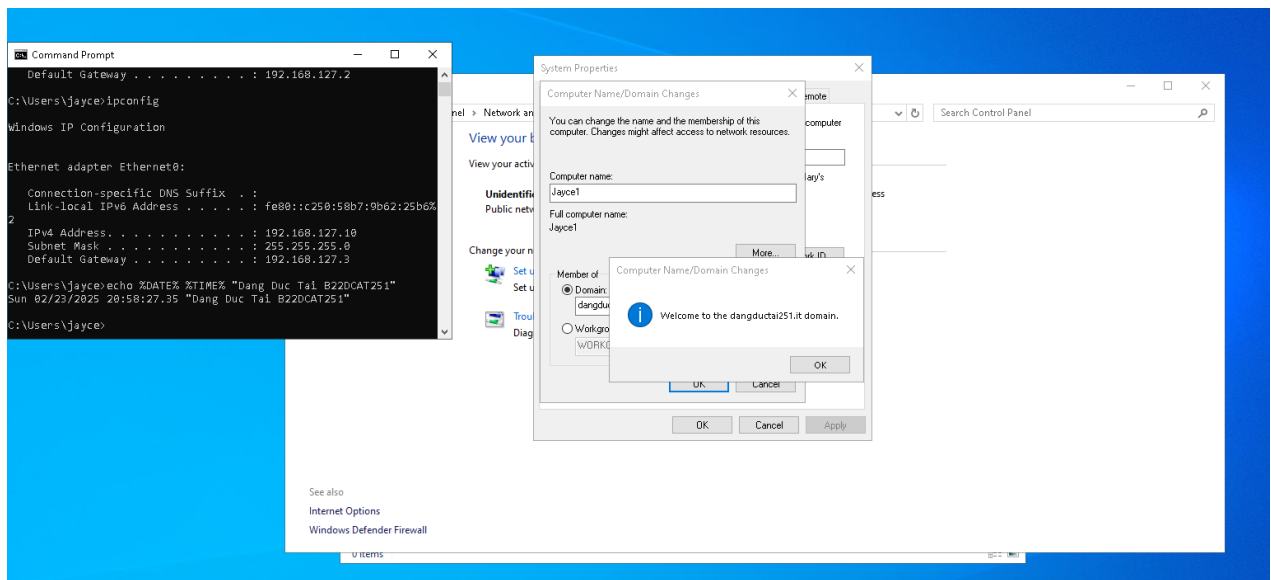 Command Prompt
Default Gateway . . . . . . . . . : 192.168.127.2
C:\Users\jayce>ipconfig
Windows IP Configuration
Ethernet adapter Ethernet0:
Connection-specific DNS Suffix . :
Link-local IPv6 Address . . . . . : fe80::c250:58b7:9b62:25b6%
2
IPv4 Address. . . . . . . . . . . : 192.168.127.10
Subnet Mask . . . . . . . . . . . : 255.255.255.0
Default Gateway . . . . . . . . . : 192.168.127.3
C:\Users\jayce>echo %DATE% %TIME% "Dang Duc Tai B22DCAT251"
Sun 02/23/2025 20:58:27.35 "Dang Duc Tai B22DCAT251"
C:\Users\jayce>
System Properties
Computer Name/Domain Changes
You can change the name and the membership of this
computer. Changes might affect access to network resources.
Computer name:
Jayce1
Full computer name:
Jayce1
More...
Member of
Domain:
Computer Name/Domain Changes
Welcome to the dangductai251.it domain.
OK
OK Cancel
OK Cancel Apply
computer
Network an
Search Control Panel
View your
View your activ
Public netw
Change your n
Set u
Set u
See also
Internet Options
Windows Defender Firewall
0 items